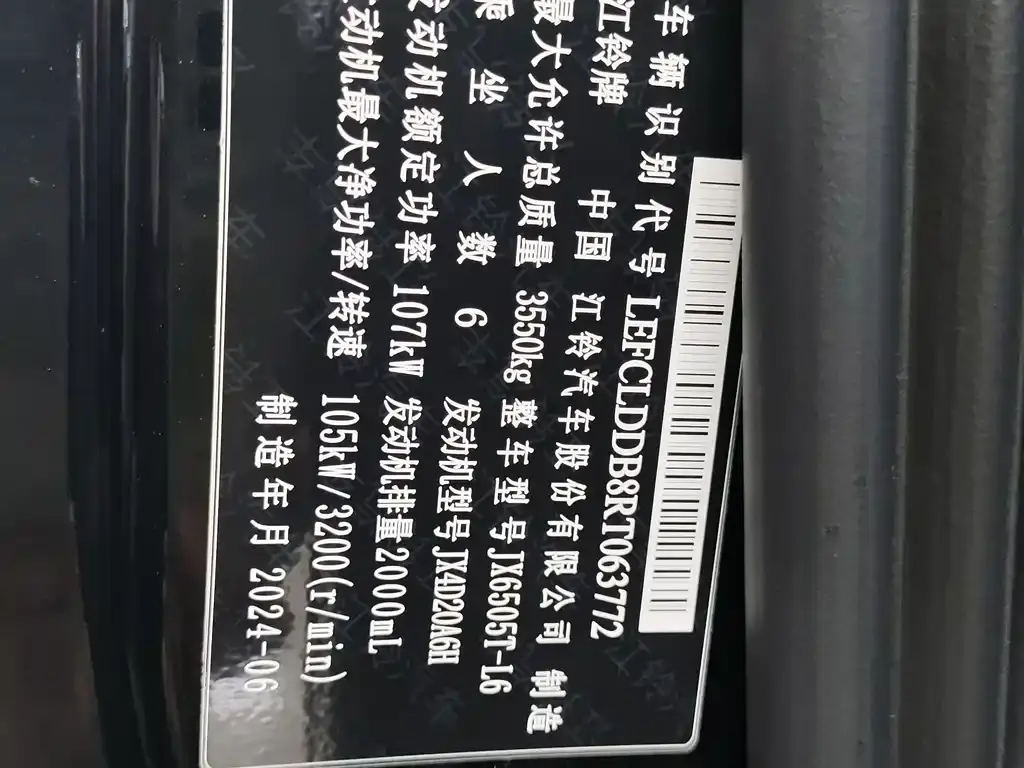 车辆识别代号 LEFCLDDB8RT063772
江铃牌 中国 江铃汽车股份有限公司 制造
最大允许总质量 3550kg 整车型号 JX6505T-L6
乘坐人数 6 发动机型号 JX4D20A6H
发动机额定功率 107kW 发动机排量 2000mL
发动机最大净功率/转速 105kW/3200(r/min)
制造年月 2024-06